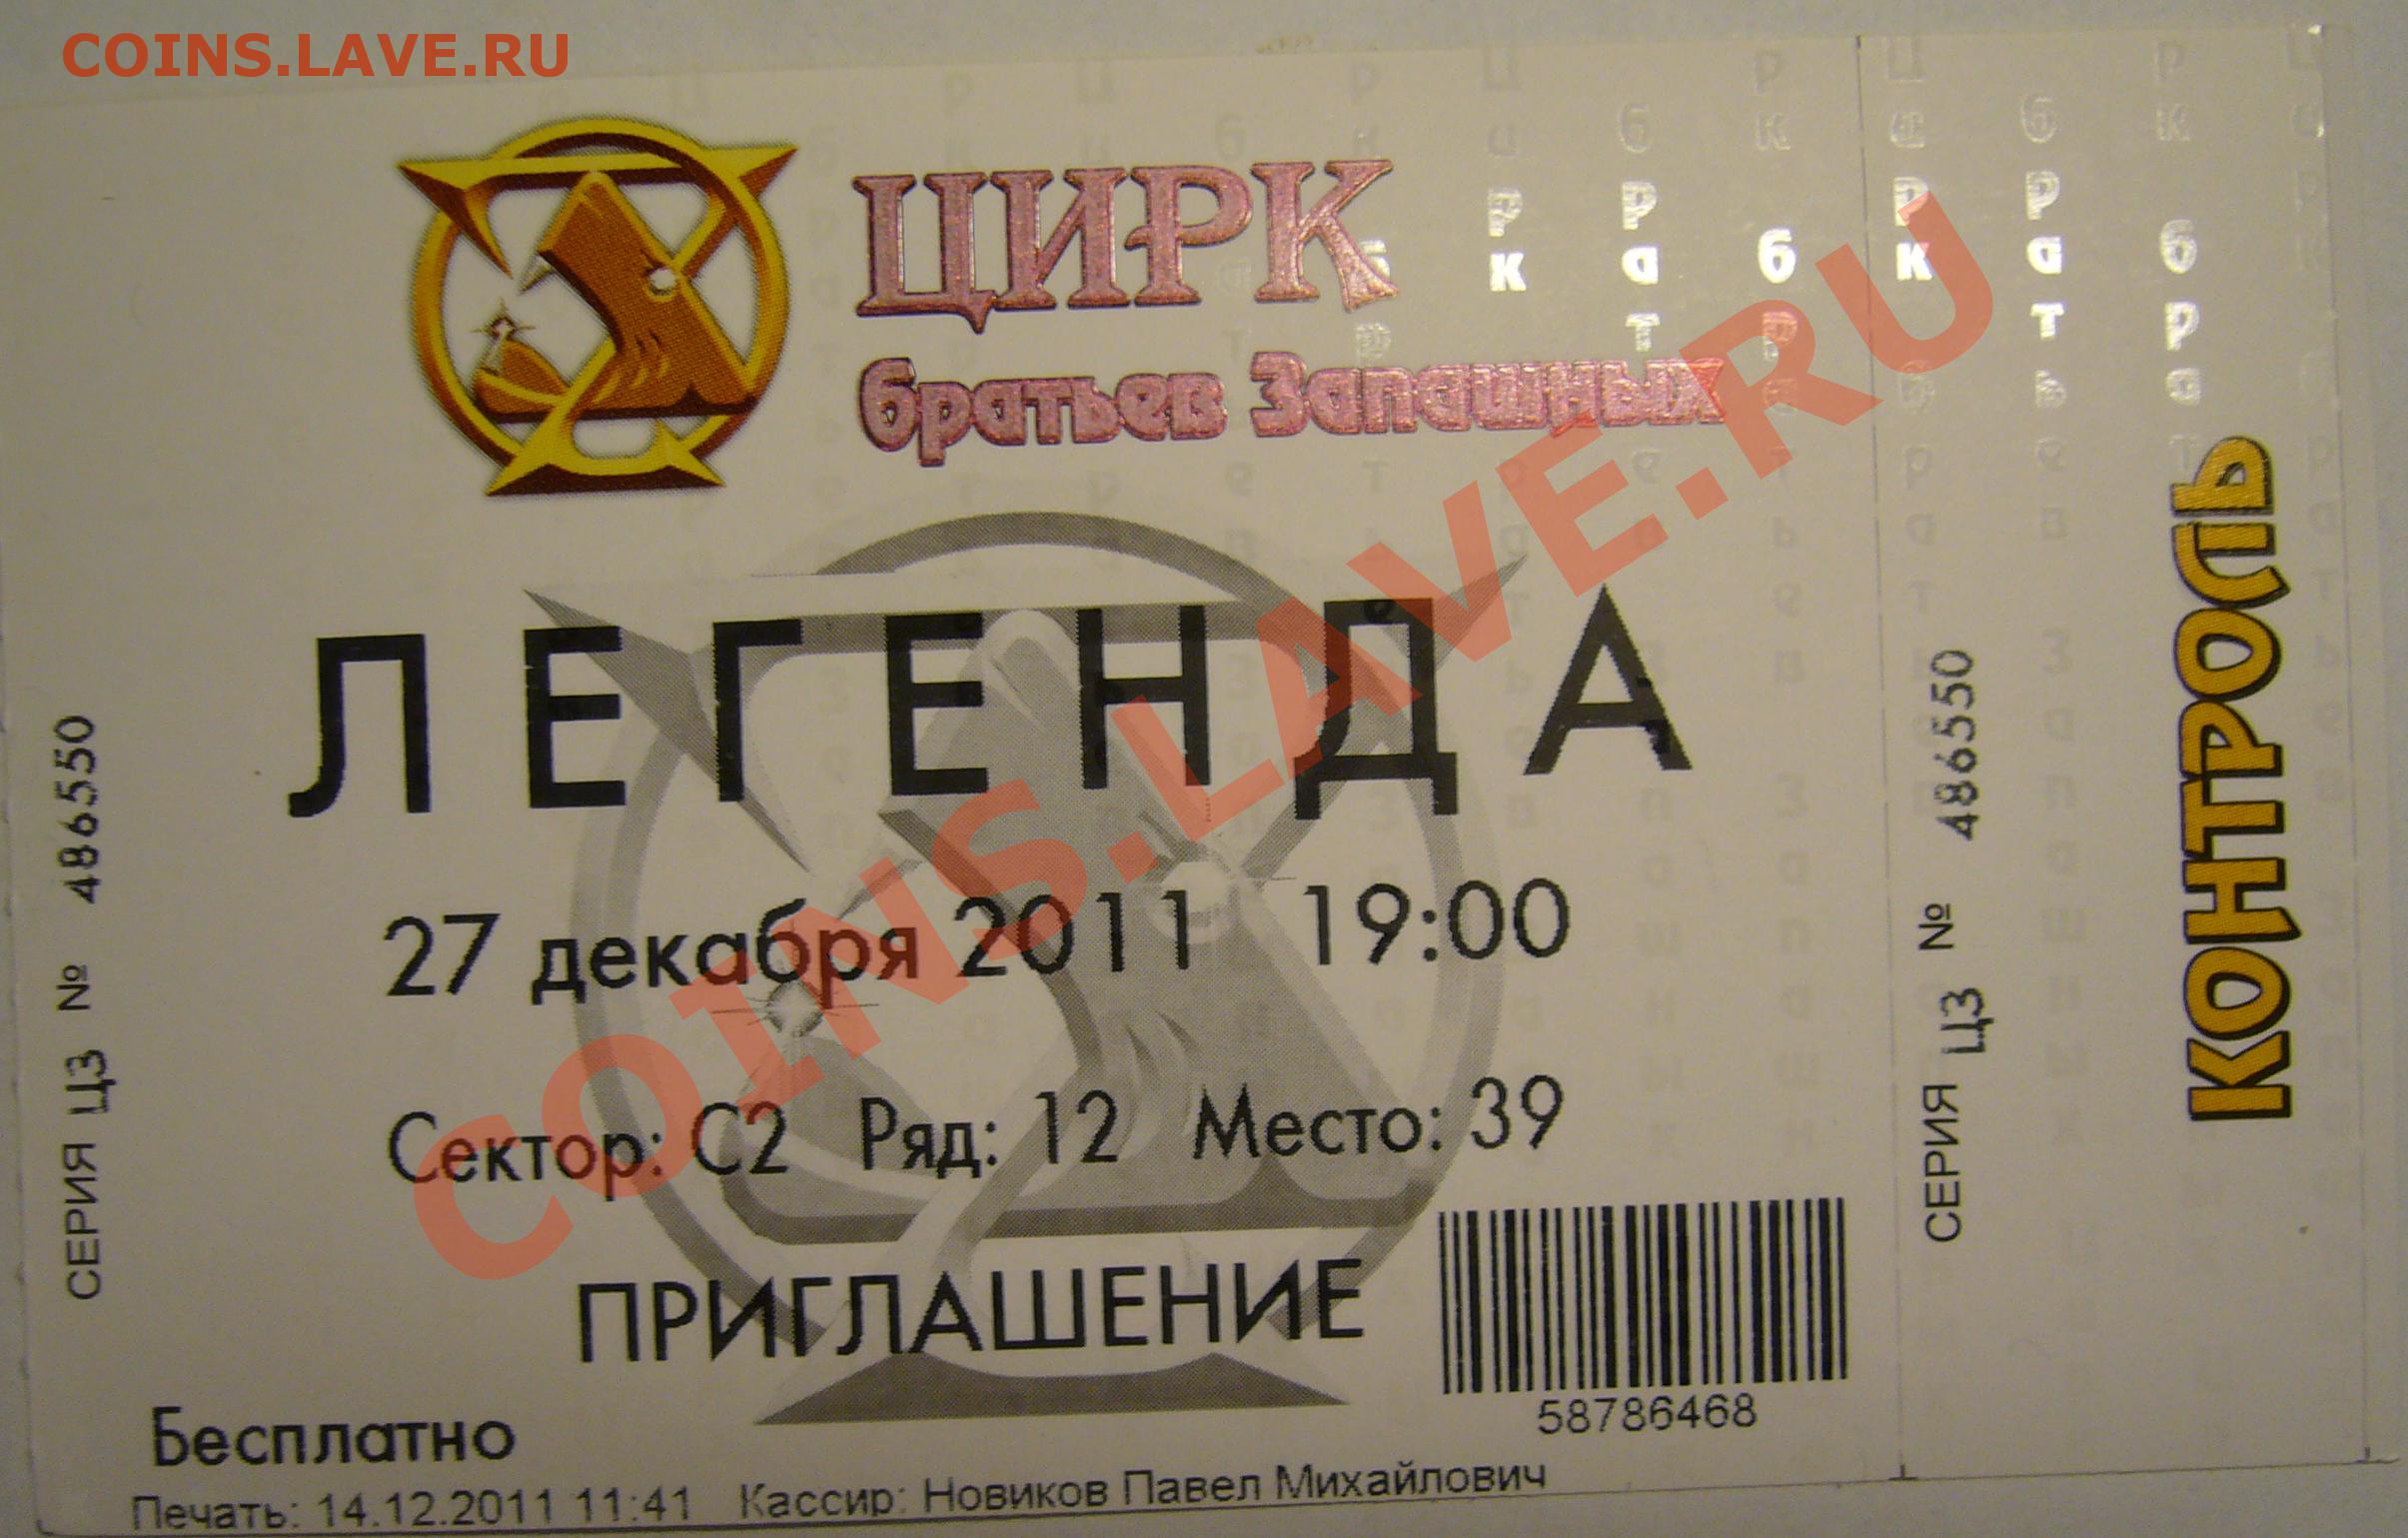 COINS.LAVE.RU
ЦИРК
братьев Запашных
ЛЕГЕНДА
27 декабря 2011 19:00
Сектор: С2 Ряд: 12 Место: 39
ПРИГЛАШЕНИЕ
58786468
Бесплатно
Печать: 14.12.2011 11:41 Кассир: Новиков Павел Михайлович
СЕРИЯ ЦЗ № 486550
СЕРИЯ ЦЗ № 486550
КОНТРОЛЬ
COINS.LAVE.RU